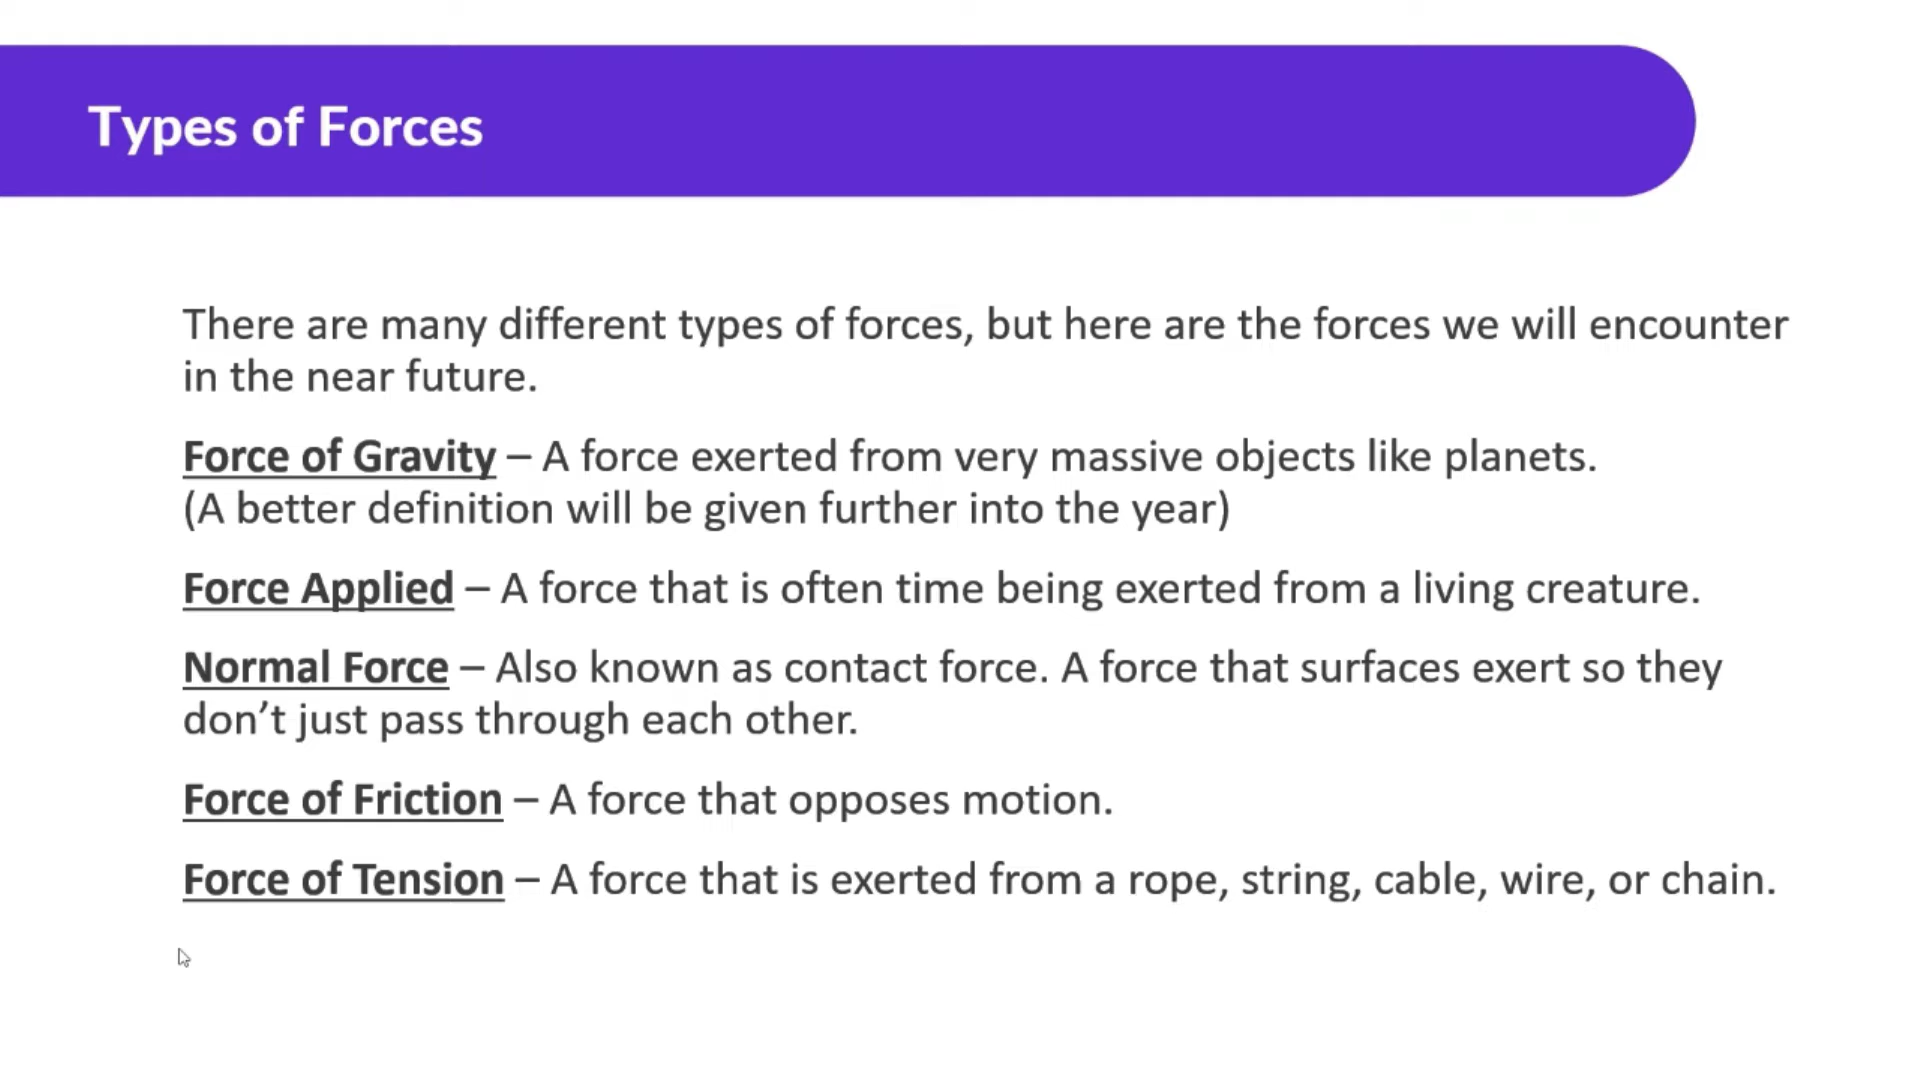 Types of Forces
There are many different types of forces, but here are the forces we will encounter
in the near future.
Force of Gravity – A force exerted from very massive objects like planets.
(A better definition will be given further into the year)
Force Applied – A force that is often time being exerted from a living creature.
Normal Force – Also known as contact force. A force that surfaces exert so they
don’t just pass through each other.
Force of Friction – A force that opposes motion.
Force of Tension – A force that is exerted from a rope, string, cable, wire, or chain.